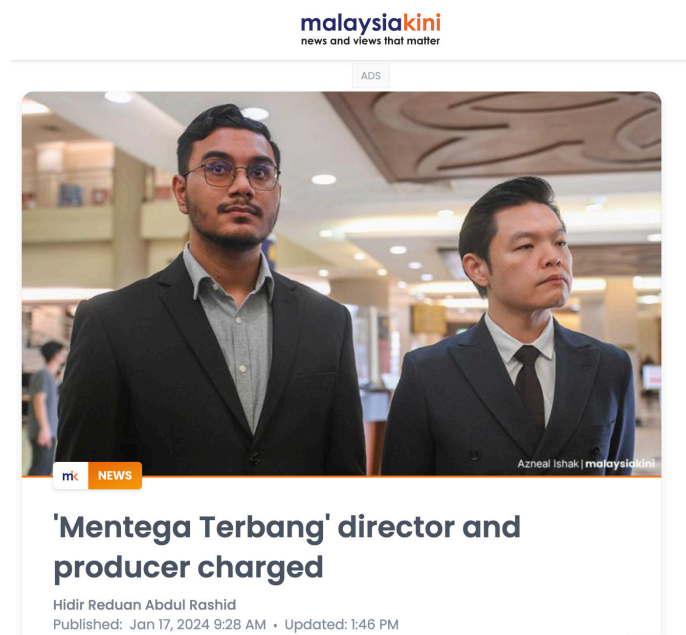 malaysiakini
news and views that matter
ADS
Azneal Ishak | malaysiakini
mk NEWS
'Mentega Terbang' director and
producer charged
Hidir Reduan Abdul Rashid
Published: Jan 17, 2024 9:28 AM • Updated: 1:46 PM